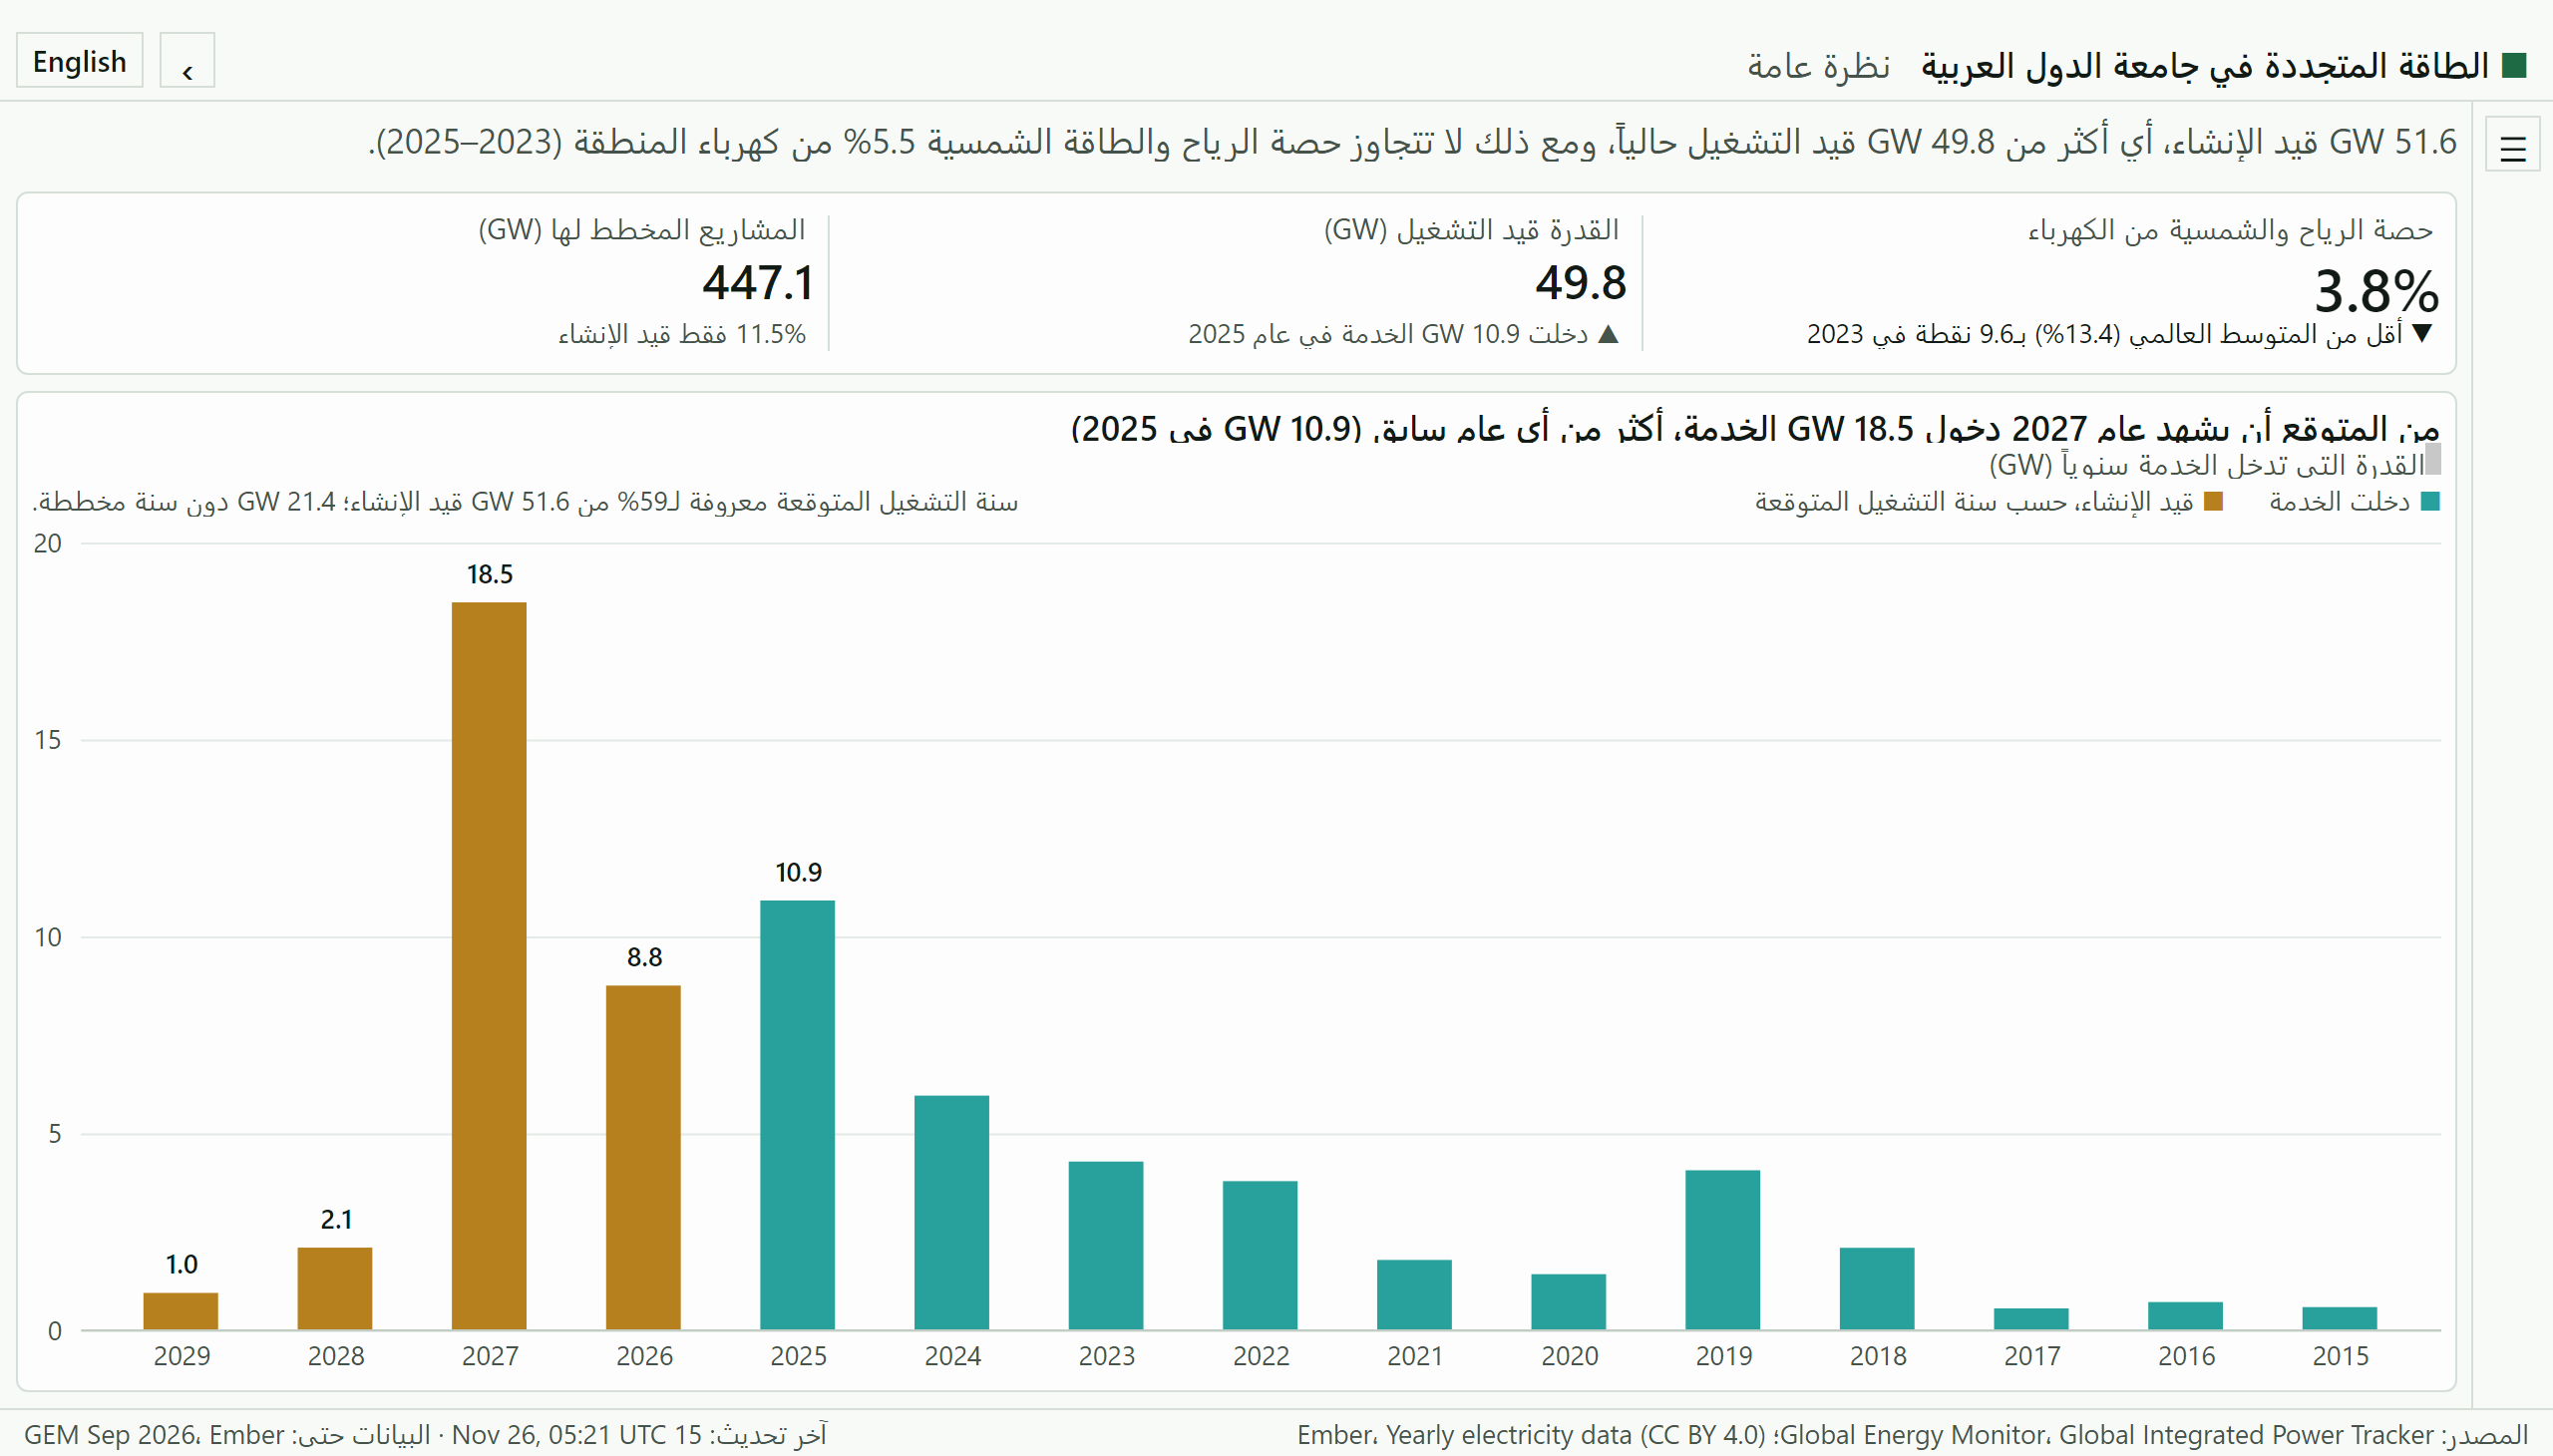 الطاقة المتجددة في جامعة الدول العربية نظرة عامة
English
51.6 GW قيد الإنشاء، أي أكثر من 49.8 GW قيد التشغيل حالياً، ومع ذلك لا تتجاوز حصة الرياح والطاقة الشمسية 5.5% من كهرباء المنطقة (2023–2025).
حصة الرياح والشمسية من الكهرباء
3.8%
▼ أقل من المتوسط العالمي (13.4%) بـ9.6 نقطة في 2023
القدرة قيد التشغيل (GW)
49.8
▲ دخلت 10.9 GW الخدمة في عام 2025
المشاريع المخطط لها (GW)
447.1
11.5% فقط قيد الإنشاء
من المتوقع أن يشهد عام 2027 دخول 18.5 GW الخدمة، أكثر من أي عام سابق (10.9 GW في 2025)
القدرة التي تدخل الخدمة سنوياً (GW)
دخلت الخدمة
قيد الإنشاء، حسب سنة التشغيل المتوقعة
سنة التشغيل المتوقعة معروفة لـ59% من 51.6 GW قيد الإنشاء؛ 21.4 GW دون سنة مخططة.
20
15
10
5
0
10.9
8.8
18.5
2.1
1.0
2015
2016
2017
2018
2019
2020
2021
2022
2023
2024
2025
2026
2027
2028
2029
المصدر: Ember، Yearly electricity data (CC BY 4.0)؛ Global Energy Monitor، Global Integrated Power Tracker
آخر تحديث: 15 Nov 26, 05:21 UTC · البيانات حتى: GEM Sep 2026، Ember